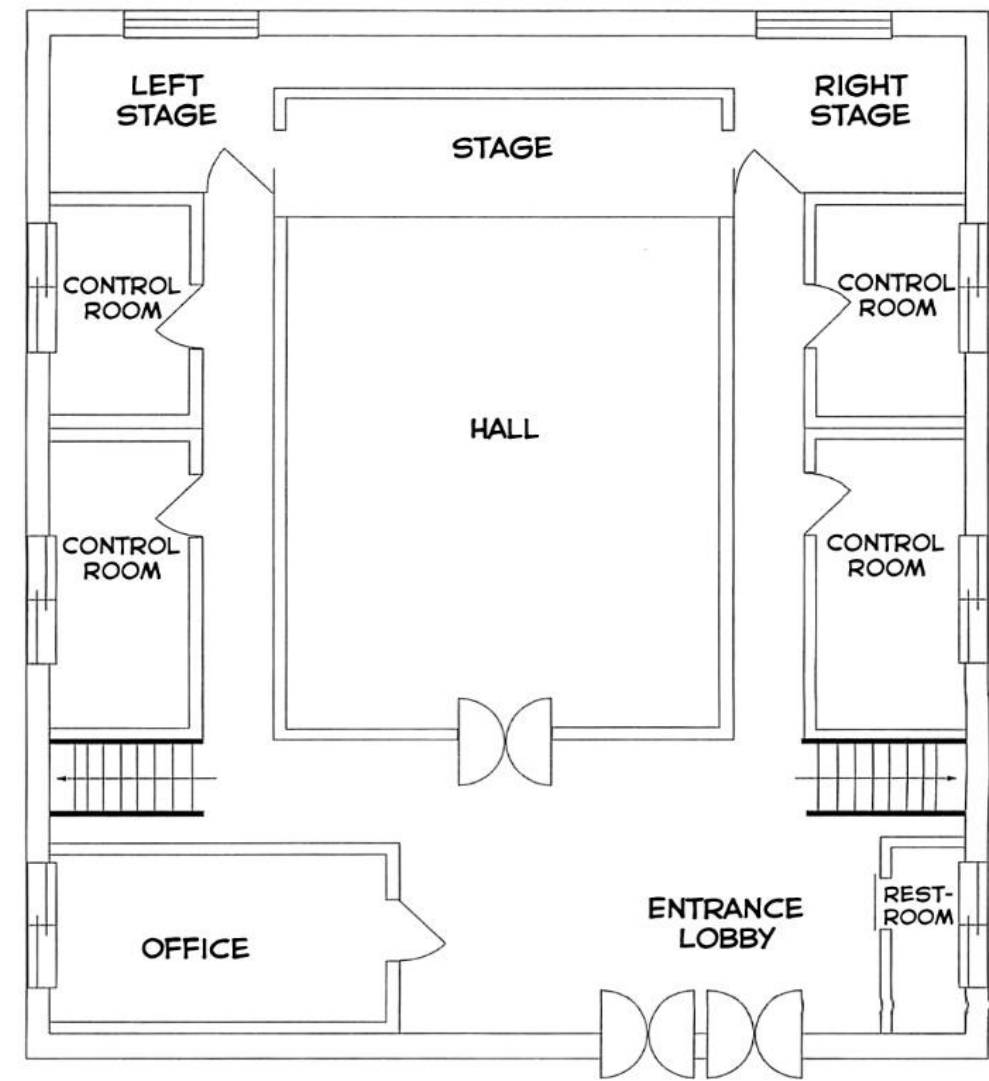 LEFT
STAGE
STAGE
RIGHT
STAGE
CONTROL
ROOM
CONTROL
ROOM
HALL
CONTROL
ROOM
CONTROL
ROOM
OFFICE
ENTRANCE
LOBBY
REST-
ROOM